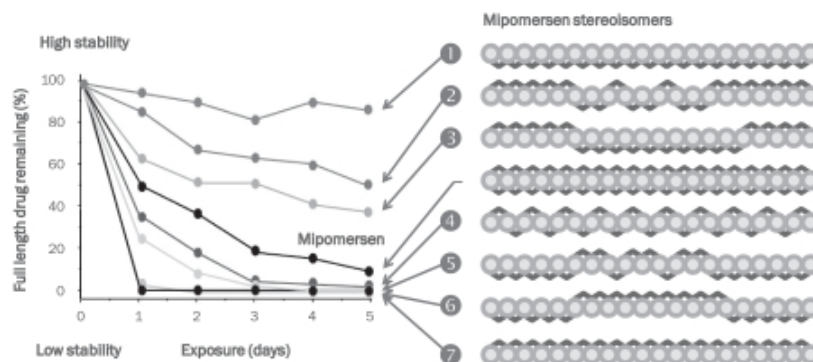 Mipomersen stereoisomers
High stability
Full length drug remaining (%)
100
80
60
40
20
0
Mipomersen
0 1 2 3 4 5
Low stability Exposure (days)
1
2
3
4
5
6
7